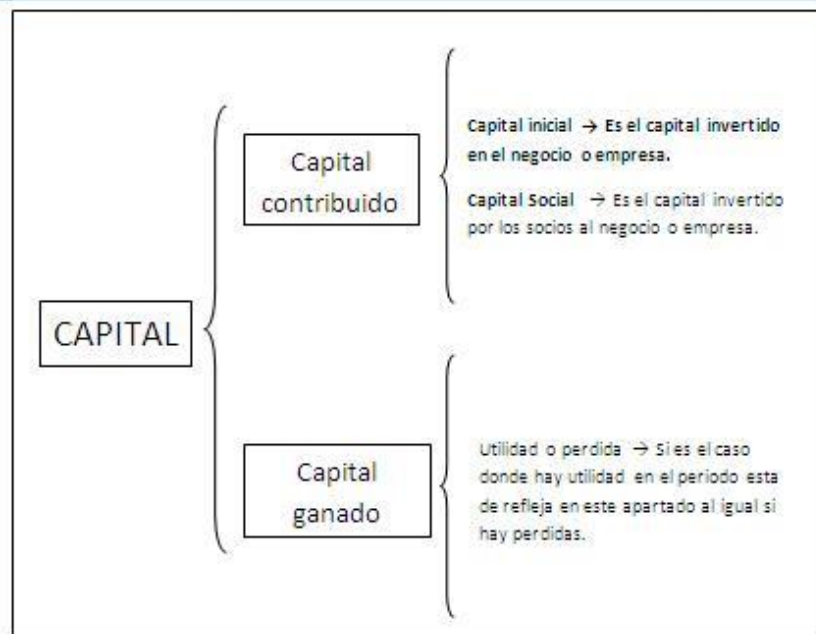 CAPITAL
Capital
contribuido
Capital inicial → Es el capital invertido
en el negocio o empresa.
Capital Social → Es el capital invertido
por los socios al negocio o empresa.
Capital
ganado
Utilidad o perdida → Si es el caso
donde hay utilidad en el periodo esta
de refleja en este apartado al igual si
hay perdidas.